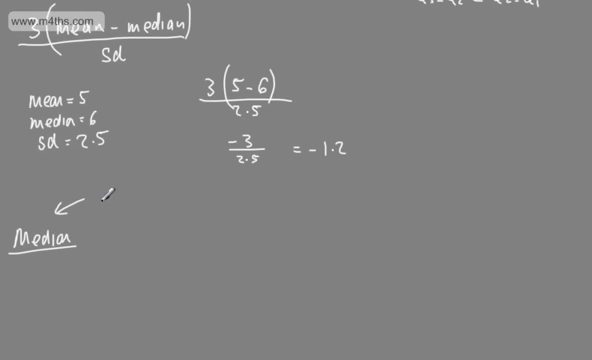 www.m4ths.com
3(mean - median)
sd
mean = 5
median = 6
sd = 2.5
3(5-6)
2.5
-3
2.5
= -1.2
Median